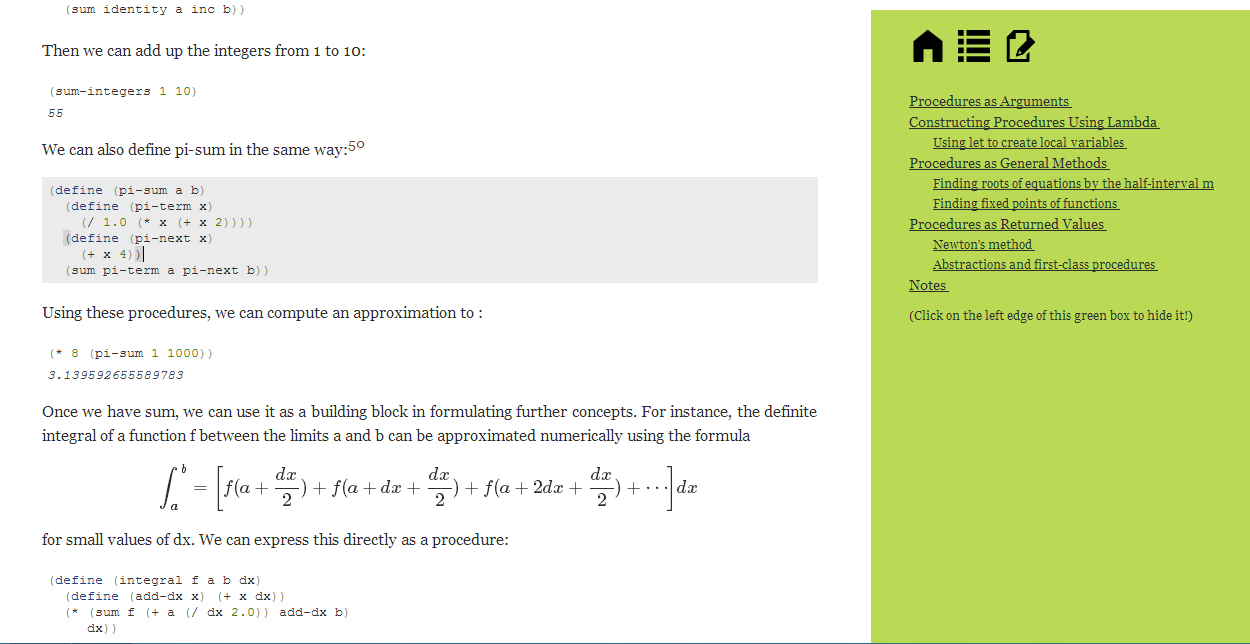 (sum identity a inc b))
Then we can add up the integers from 1 to 10:
(sum-integers 1 10)
55
We can also define pi-sum in the same way:50
(define (pi-sum a b)
(define (pi-term x)
(/ 1.0 (* x (+ x 2))))
(define (pi-next x)
(+ x 4))
(sum pi-term a pi-next b))
Using these procedures, we can compute an approximation to :
(* 8 (pi-sum 1 1000))
3.139592655589783
Once we have sum, we can use it as a building block in formulating further concepts. For instance, the definite
integral of a function f between the limits a and b can be approximated numerically using the formula
∫_a^b = [f(a + dx/2) + f(a + dx + dx/2) + f(a + 2dx + dx/2) + ⋯] dx
for small values of dx. We can express this directly as a procedure:
(define (integral f a b dx)
(define (add-dx x) (+ x dx))
(* (sum f (+ a (/ dx 2.0)) add-dx b)
dx))
Procedures as Arguments
Constructing Procedures Using Lambda
Using let to create local variables
Procedures as General Methods
Finding roots of equations by the half-interval m
Finding fixed points of functions
Procedures as Returned Values
Newton's method
Abstractions and first-class procedures
Notes
(Click on the left edge of this green box to hide it!)